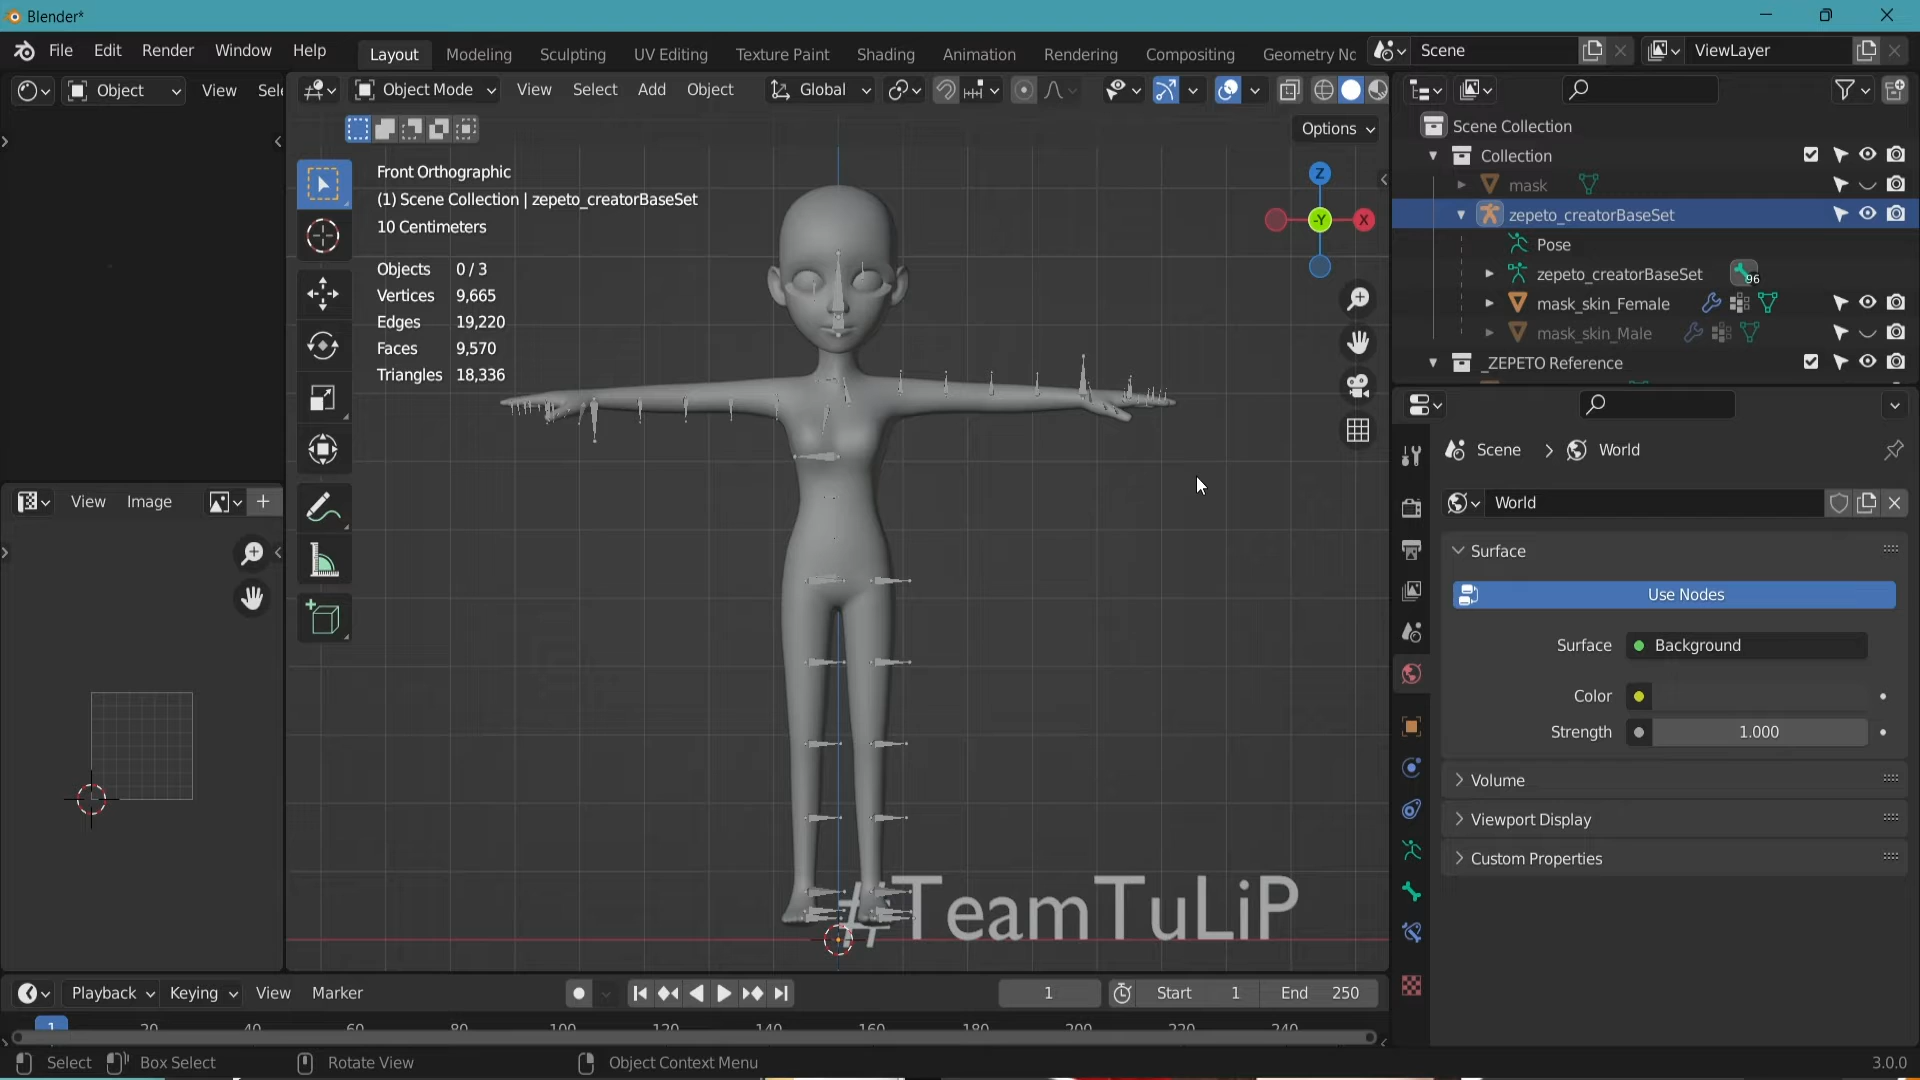 Blender*
File Edit Render Window Help
Layout Modeling Sculpting UV Editing Texture Paint Shading Animation Rendering Compositing Geometry Nc
Scene
ViewLayer
Object View Sele
Object Mode View Select Add Object
Global
Options
Front Orthographic
(1) Scene Collection | zepeto_creatorBaseSet
10 Centimeters
Objects 0 / 3
Vertices 9,665
Edges 19,220
Faces 9,570
Triangles 18,336
Z
-Y
X
#TeamTuLiP
View Image
Scene Collection
Collection
mask
zepeto_creatorBaseSet
Pose
zepeto_creatorBaseSet 96
mask_skin_Female
mask_skin_Male
_ZEPETO Reference
Scene World
World
Surface
Use Nodes
Surface Background
Color
Strength 1.000
Volume
Viewport Display
Custom Properties
Playback Keying View Marker
1
Start 1 End 250
1 20 40 60 80 100 120 140 160 180 200 220 240
Select Box Select Rotate View Object Context Menu
3.0.0